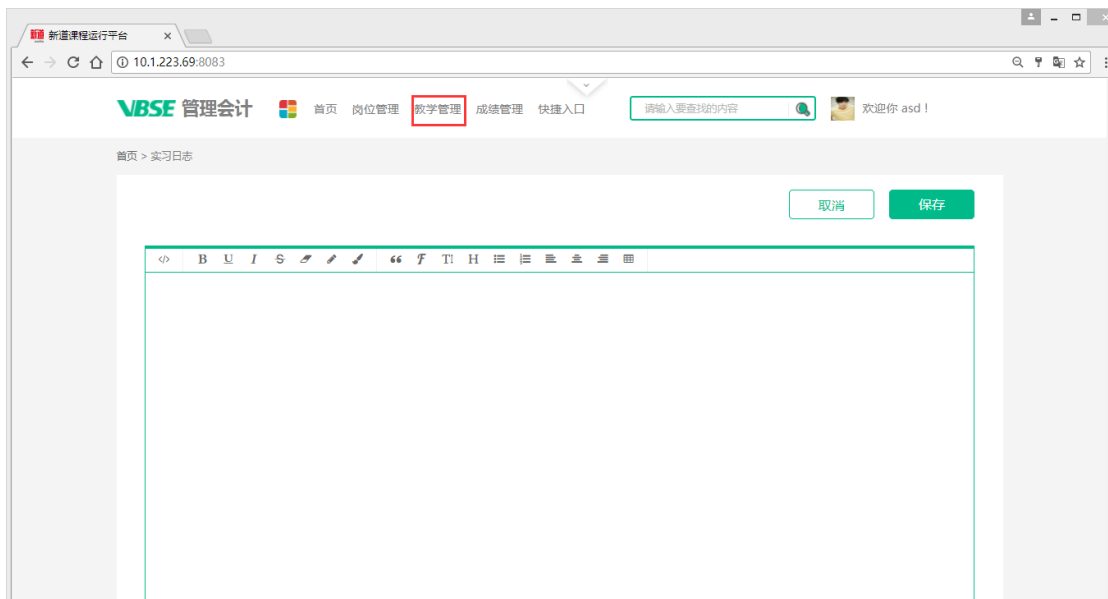 新道课程运行平台
10.1.223.69:8083
VBSE 管理会计 首页 岗位管理 教学管理 成绩管理 快捷入口 请输入要查找的内容 欢迎你 asd !
首页 > 实习日志
取消 保存
</> B U I S “ F TI H